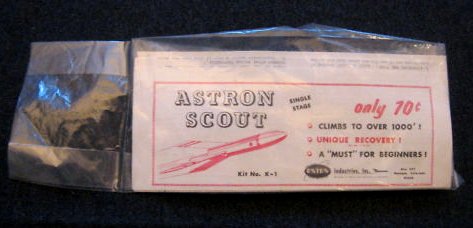 ASTRON
SCOUT
SINGLE
STAGE
Kit No. K-1
only 70¢
CLIMBS TO OVER 1000'!
UNIQUE RECOVERY!
A "MUST" FOR BEGINNERS!
ESTES Industries, Inc.